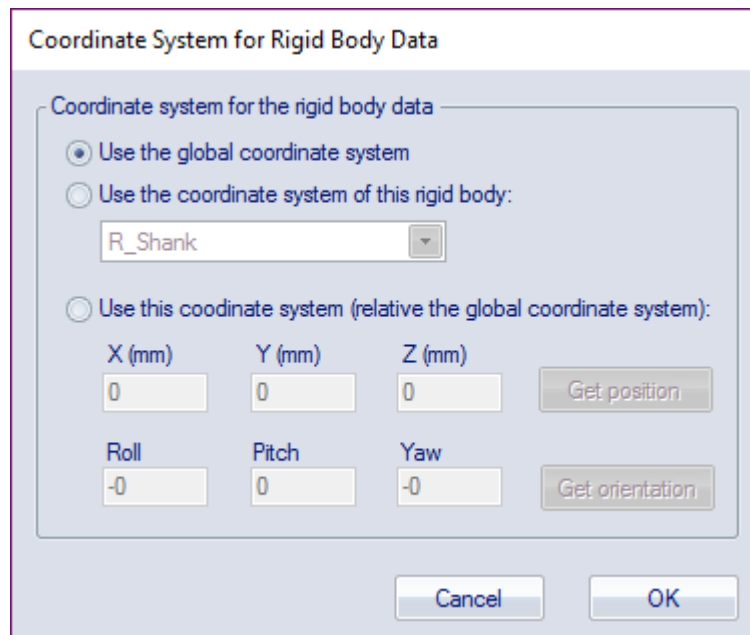 Coordinate System for Rigid Body Data
Coordinate system for the rigid body data
Use the global coordinate system
Use the coordinate system of this rigid body:
R_Shank
Use this coodinate system (relative the global coordinate system):
X (mm) Y (mm) Z (mm)
0 0 0 Get position
Roll Pitch Yaw
-0 0 -0 Get orientation
Cancel OK